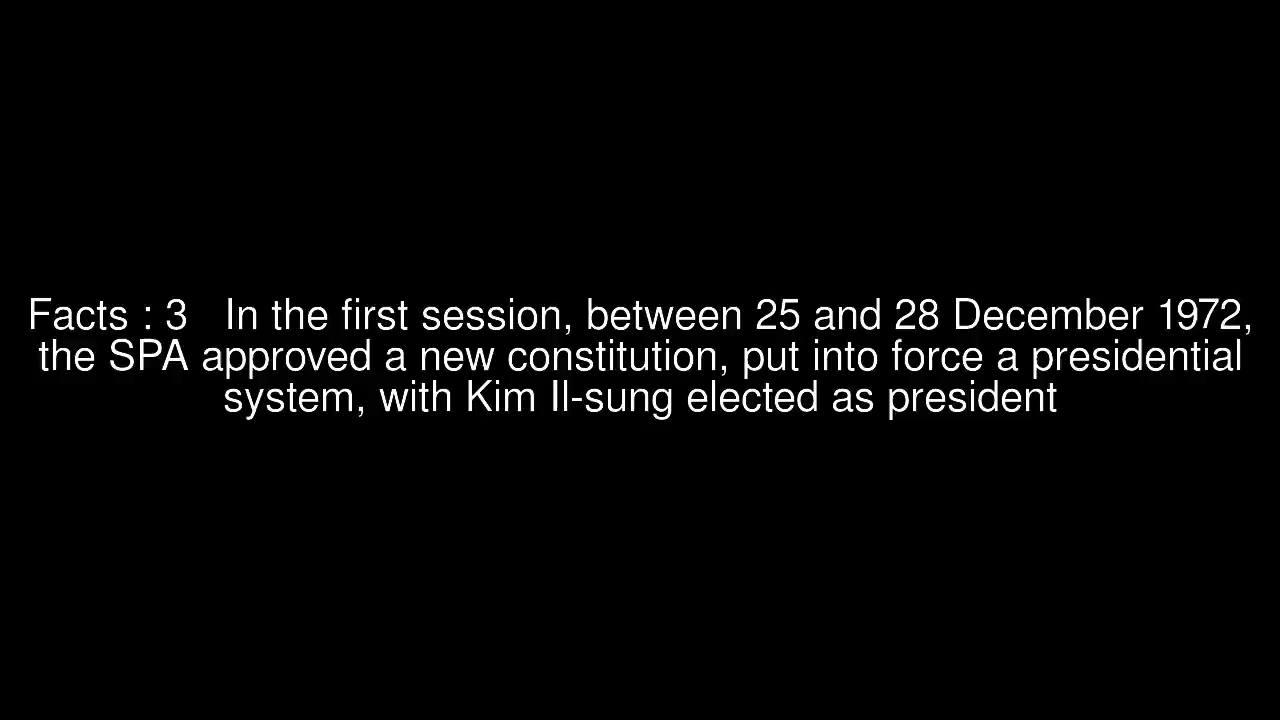 Facts : 3   In the first session, between 25 and 28 December 1972,
the SPA approved a new constitution, put into force a presidential
system, with Kim Il-sung elected as president